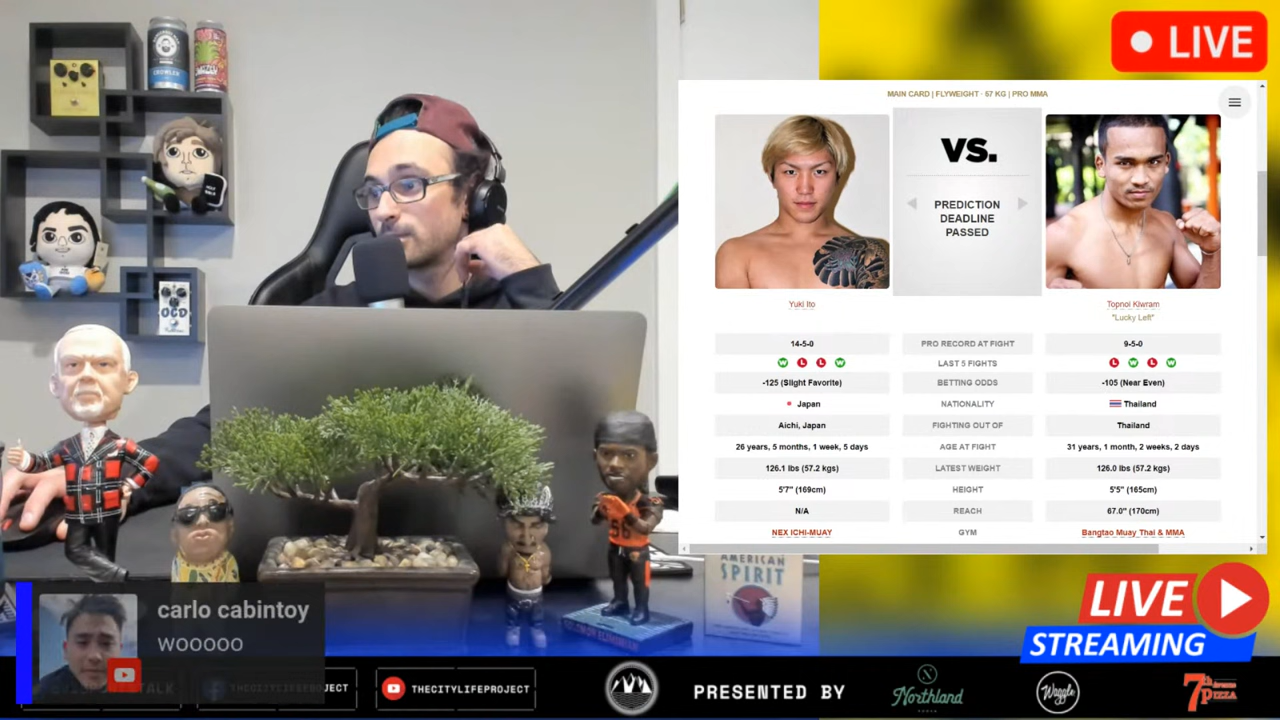 LIVE
MAIN CARD | FLYWEIGHT · 57 KG | PRO MMA
VS.
PREDICTION
DEADLINE
PASSED
Yuki Ito
Topnoi Kiwram
"Lucky Left"
14-5-0 PRO RECORD AT FIGHT 9-5-0
W L L W LAST 5 FIGHTS L W L W
-125 (Slight Favorite) BETTING ODDS -105 (Near Even)
Japan NATIONALITY Thailand
Aichi, Japan FIGHTING OUT OF Thailand
26 years, 5 months, 1 week, 5 days AGE AT FIGHT 31 years, 1 month, 2 weeks, 2 days
126.1 lbs (57.2 kgs) LATEST WEIGHT 126.0 lbs (57.2 kgs)
5'7" (169cm) HEIGHT 5'5" (165cm)
N/A REACH 67.0" (170cm)
NEX ICHI-MUAY GYM Bangtao Muay Thai & MMA
OCD
AMERICAN
SPIRIT
carlo cabintoy
wooooo
LIVE
STREAMING
THECITYLIFEPROJECT
THECITYLIFEPROJECT
PRESENTED BY
Northland
Waggle
7th Avenue
PIZZA